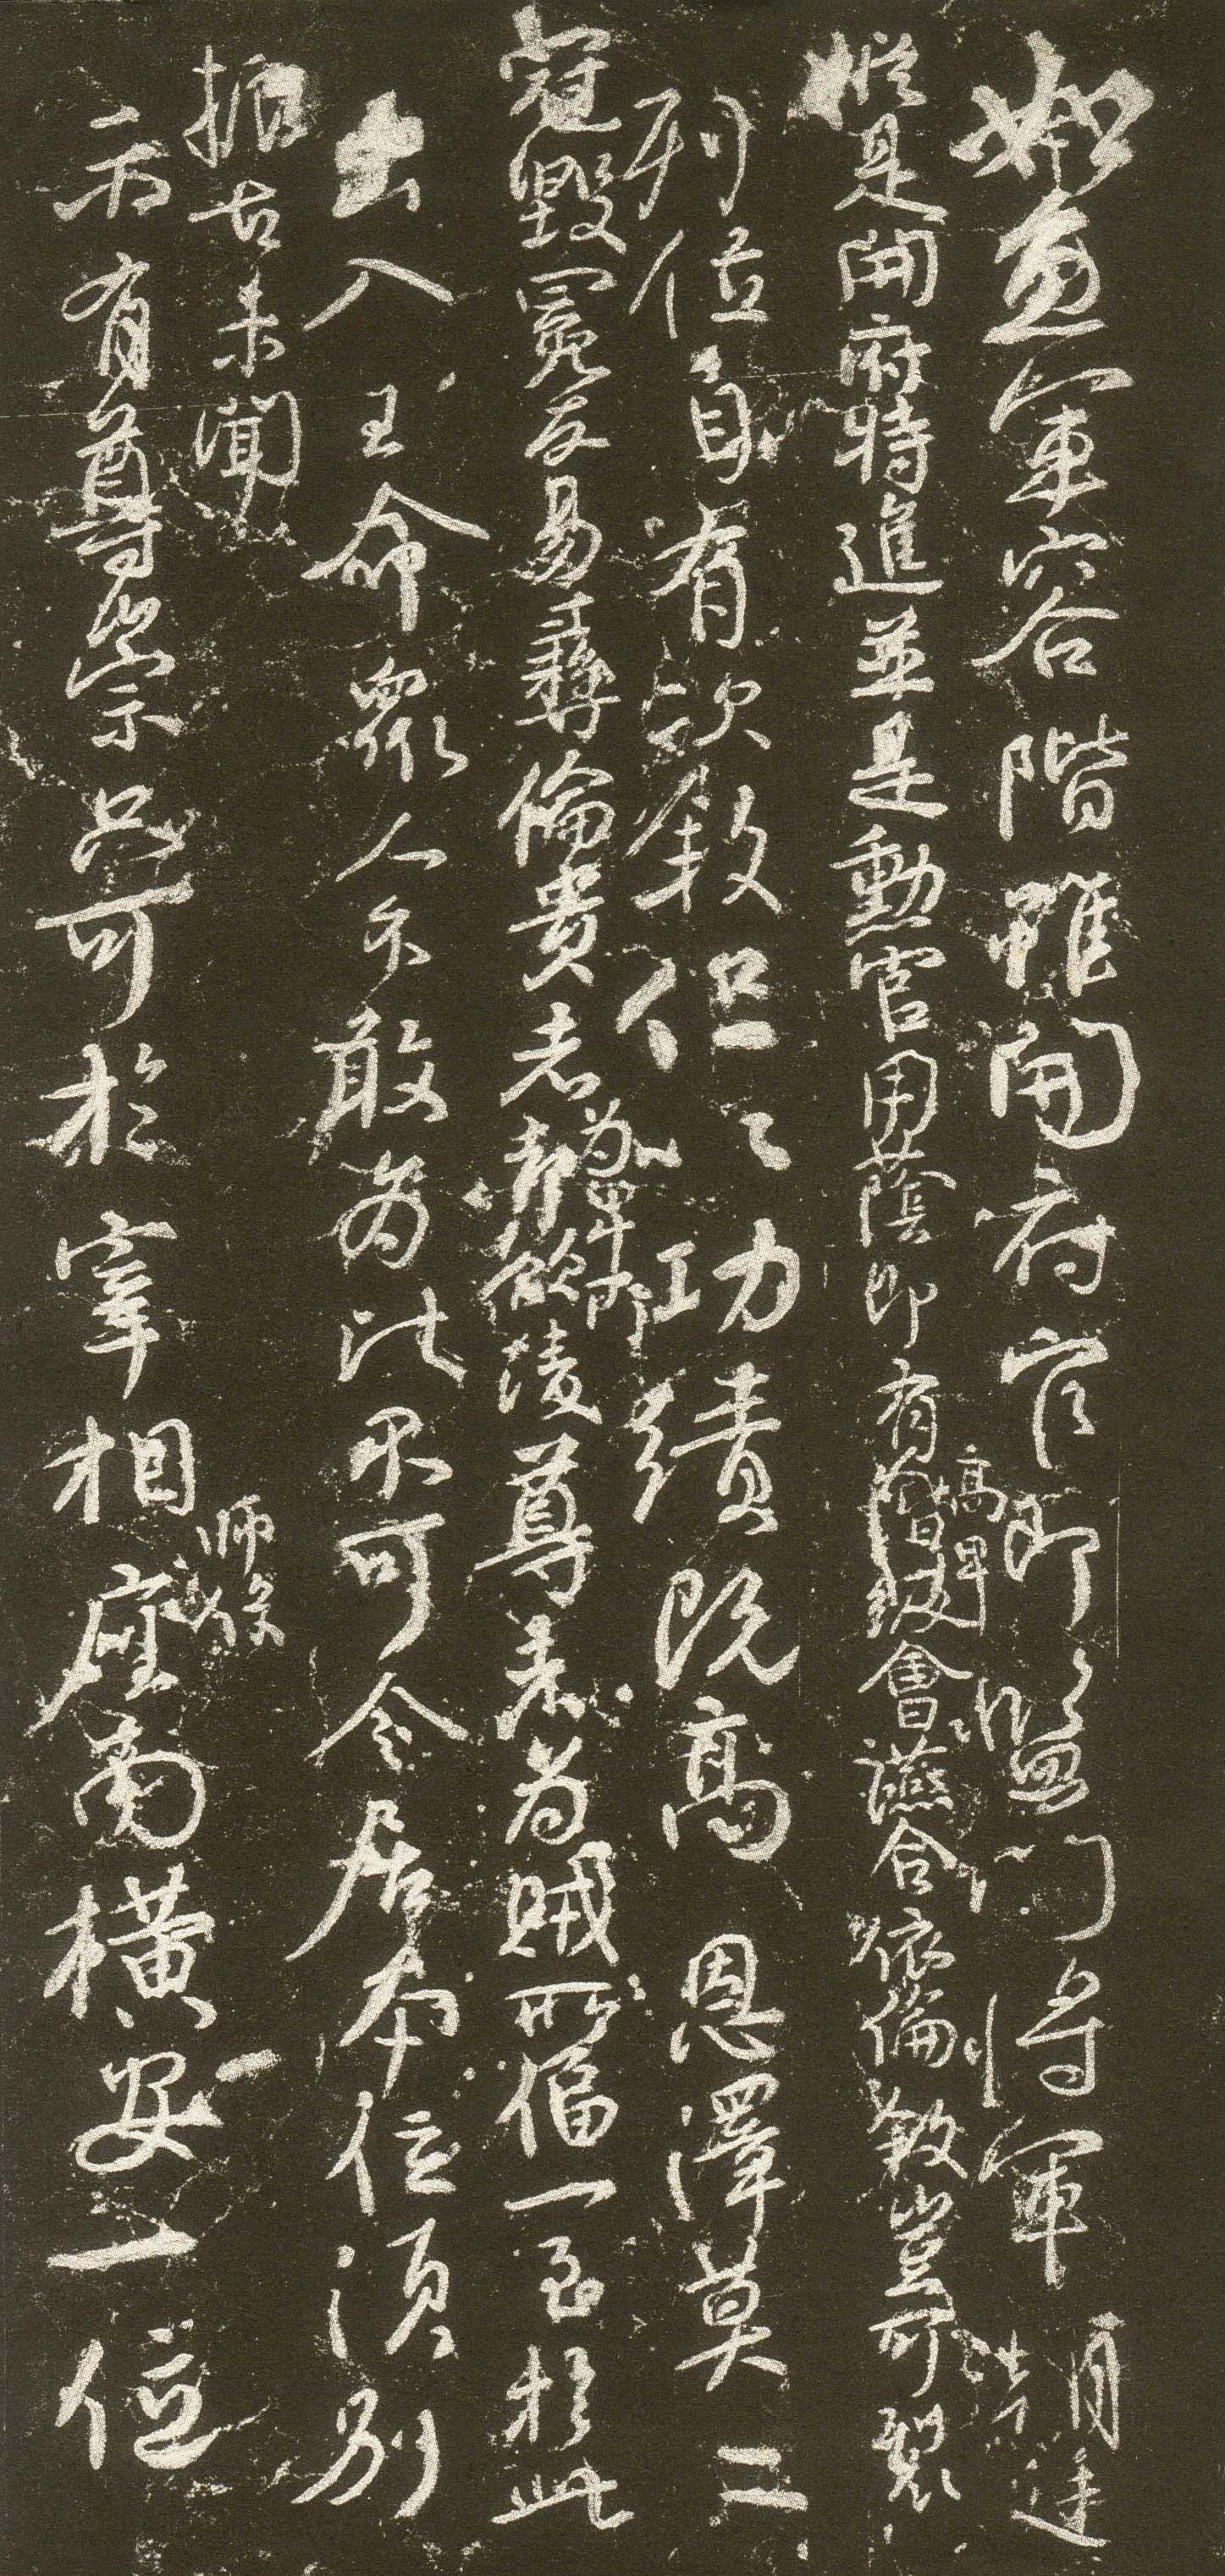 如魚軍容階雖開府官即監門將軍朝廷
縱是開府特進並是勳官用蔭即有高卑會讌合依倫敘豈可裂
列位自有次敘但以功績既高恩澤莫二
冠毀冕反易彝倫貴者為卑所淩尊者為賊所偪一至於此
出入王命眾人不敢為比不可令居本位須別
振古未聞
示有尊崇只可於宰相師保座南橫安一位